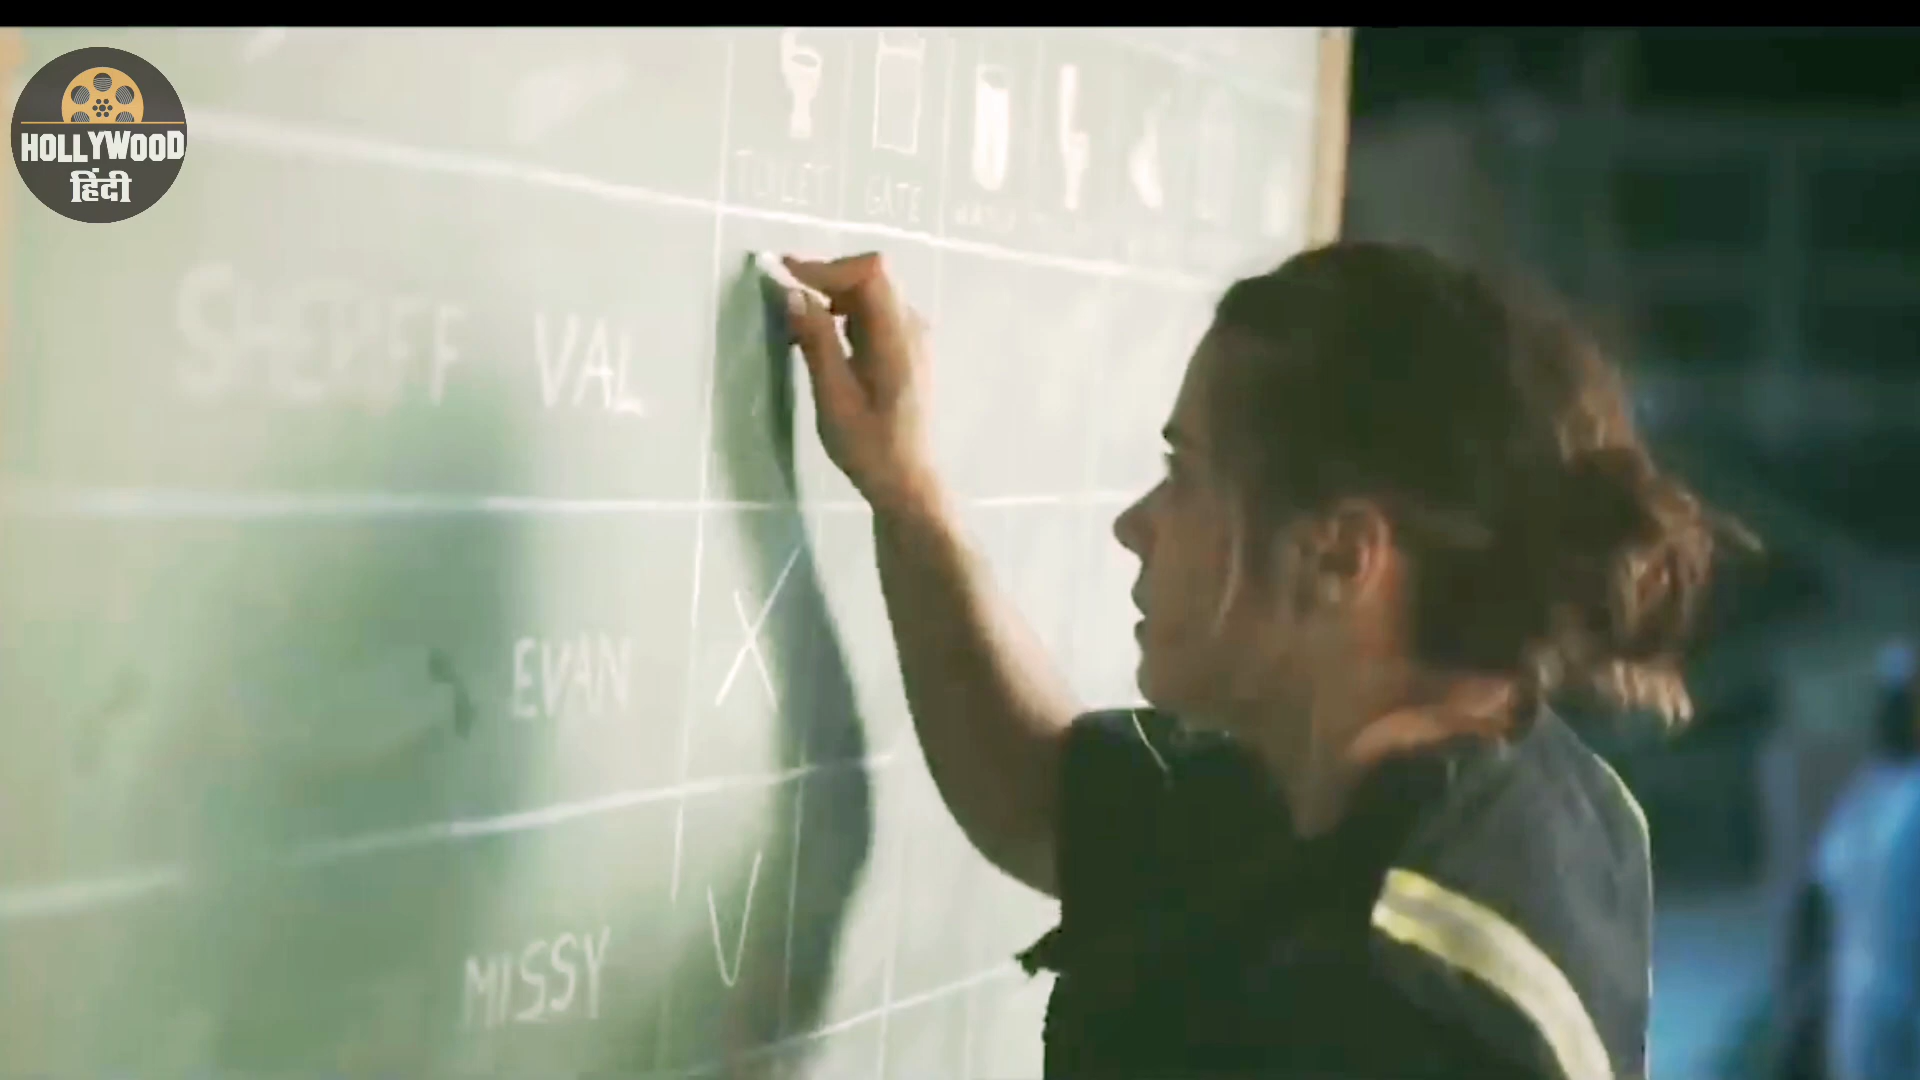 HOLLYWOOD
हिंदी
TOILET GATE
SHERIFF VAL
EVAN X
MISSY